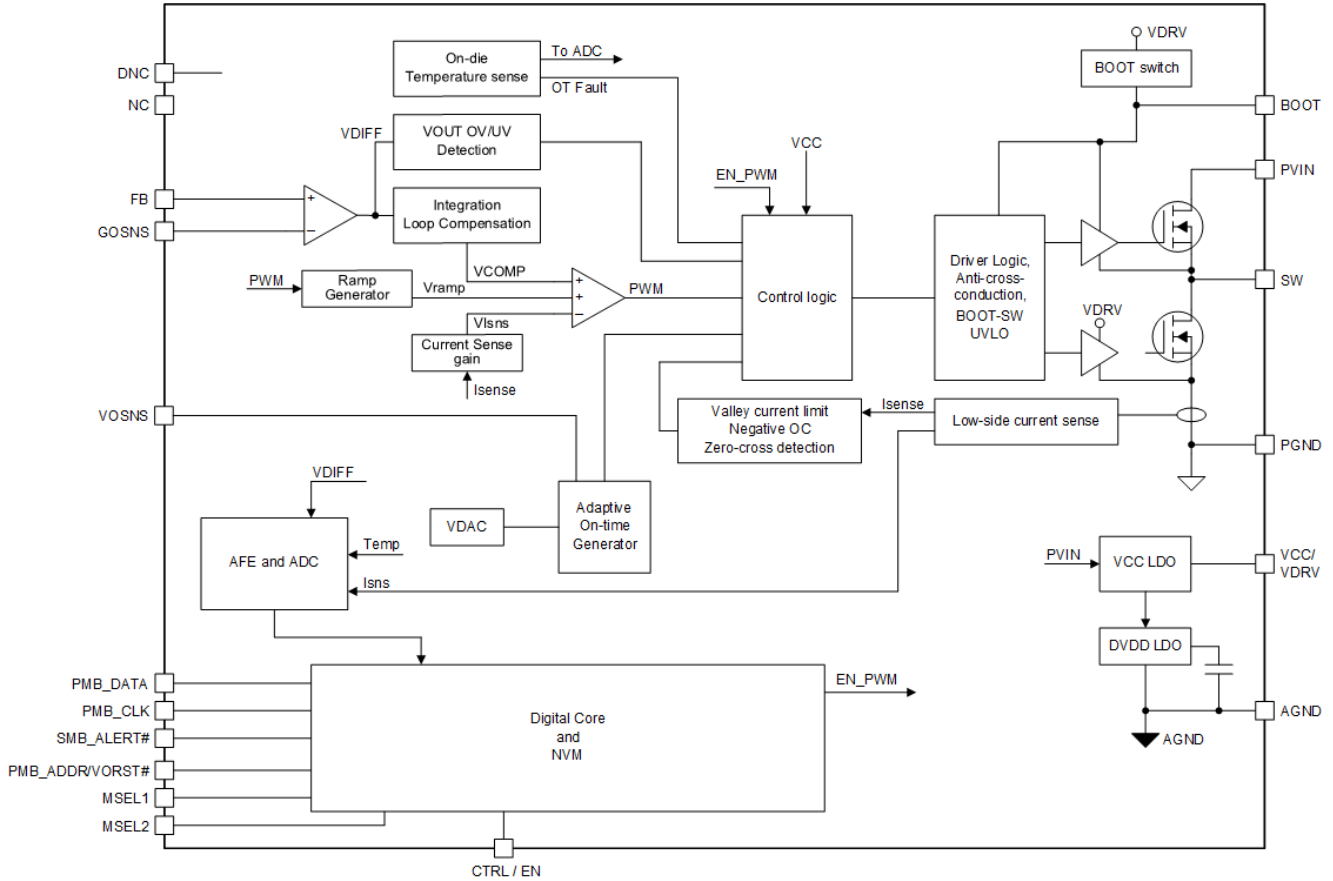 VDRV
BOOT switch
On-die
Temperature sense
To ADC
OT Fault
DNC
NC
BOOT
VDIFF
VOUT OV/UV
Detection
VCC
EN_PWM
PVIN
FB
GOSNS
+
−
Integration
Loop Compensation
VCOMP
PWM
Ramp
Generator
Vramp
+
+
−
PWM
Control logic
Driver Logic,
Anti-cross-
conduction,
BOOT-SW
UVLO
SW
VDRV
VIsns
Current Sense
gain
Isense
VOSNS
Valley current limit
Negative OC
Zero-cross detection
Isense
Low-side current sense
PGND
VDIFF
AFE and ADC
Temp
Isns
VDAC
Adaptive
On-time
Generator
PVIN
VCC LDO
VCC/
VDRV
DVDD LDO
AGND
AGND
PMB_DATA
PMB_CLK
SMB_ALERT#
PMB_ADDR/VORST#
MSEL1
MSEL2
Digital Core
and
NVM
EN_PWM
CTRL / EN